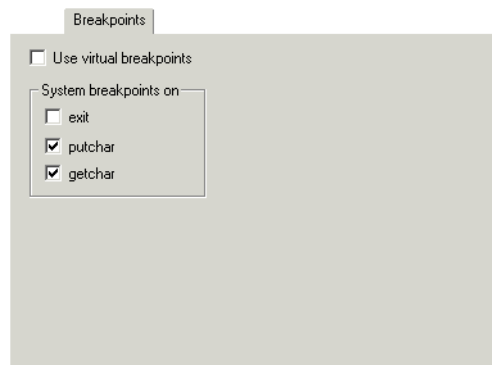 Breakpoints
Use virtual breakpoints
System breakpoints on
exit
putchar
getchar